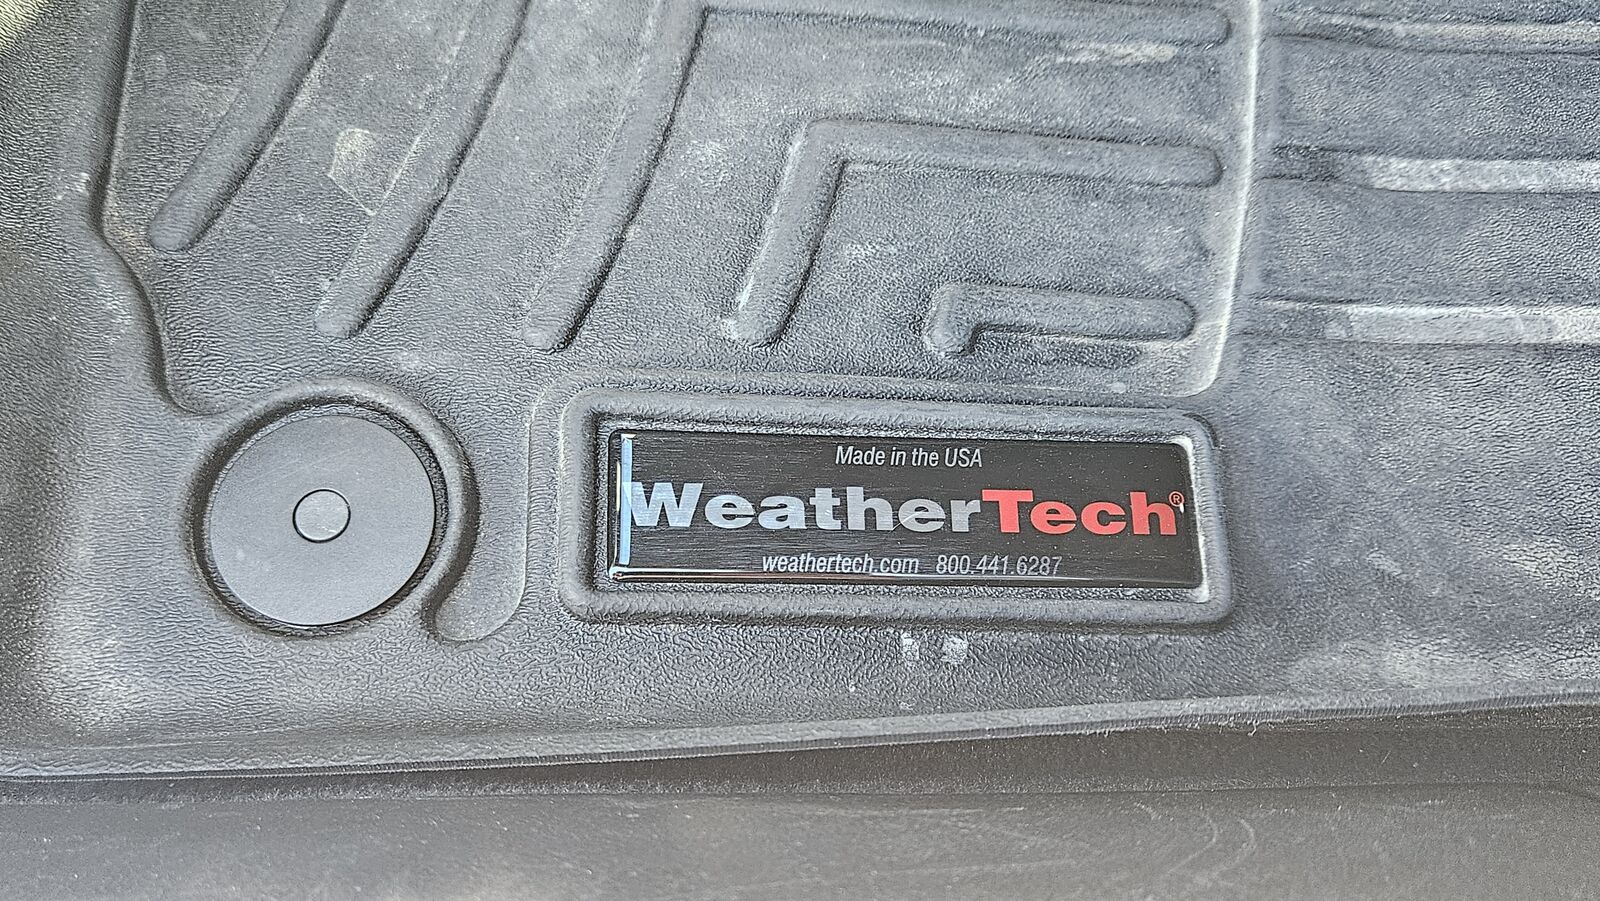 Made in the USA
WeatherTech®
weathertech.com 800.441.6287